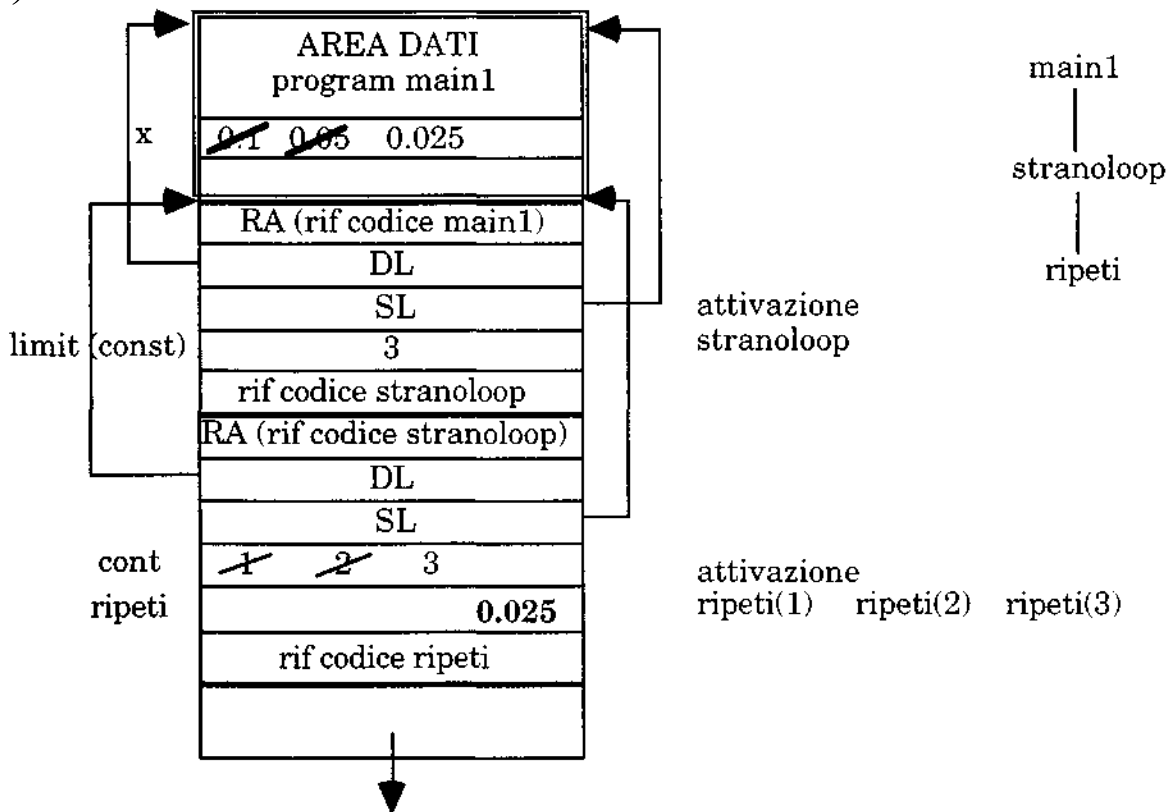 )
AREA DATI
program main1
x
0.1 0.05 0.025
RA (rif codice main1)
DL
SL
limit (const)
3
rif codice stranoloop
attivazione
stranoloop
RA (rif codice stranoloop)
DL
SL
cont
1 2 3
ripeti
0.025
attivazione
ripeti(1) ripeti(2) ripeti(3)
rif codice ripeti
main1
stranoloop
ripeti